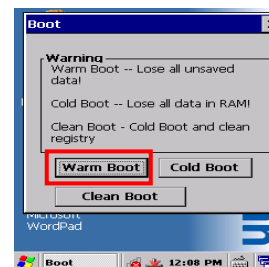 Boot
Warning
Warm Boot -- Lose all unsaved
data!
Cold Boot -- Lose all data in RAM!
Clean Boot - Cold Boot and clean
registry
Warm Boot
Cold Boot
Clean Boot
Microsoft
WordPad
Boot
12:08 PM